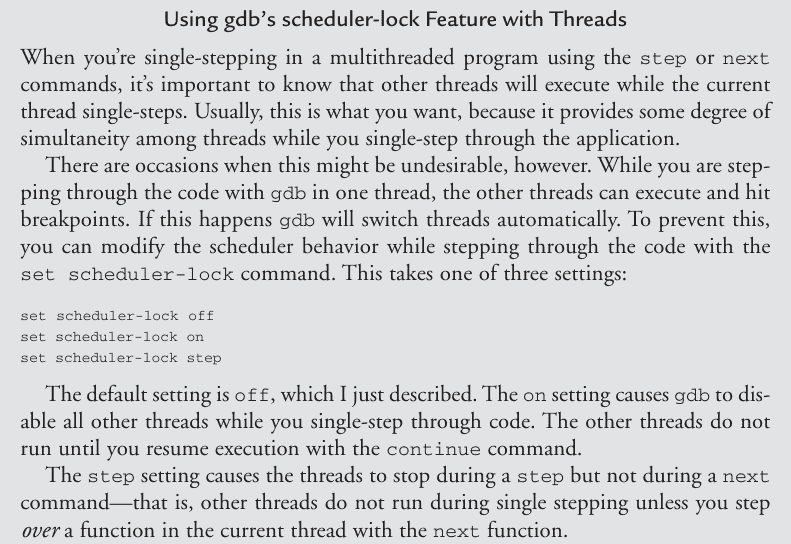 Using gdb's scheduler-lock Feature with Threads
When you're single-stepping in a multithreaded program using the step or next
commands, it's important to know that other threads will execute while the current
thread single-steps. Usually, this is what you want, because it provides some degree of
simultaneity among threads while you single-step through the application.
There are occasions when this might be undesirable, however. While you are step-
ping through the code with gdb in one thread, the other threads can execute and hit
breakpoints. If this happens gdb will switch threads automatically. To prevent this,
you can modify the scheduler behavior while stepping through the code with the
set scheduler-lock command. This takes one of three settings:
set scheduler-lock off
set scheduler-lock on
set scheduler-lock step
The default setting is off, which I just described. The on setting causes gdb to dis-
able all other threads while you single-step through code. The other threads do not
run until you resume execution with the continue command.
The step setting causes the threads to stop during a step but not during a next
command—that is, other threads do not run during single stepping unless you step
over a function in the current thread with the next function.